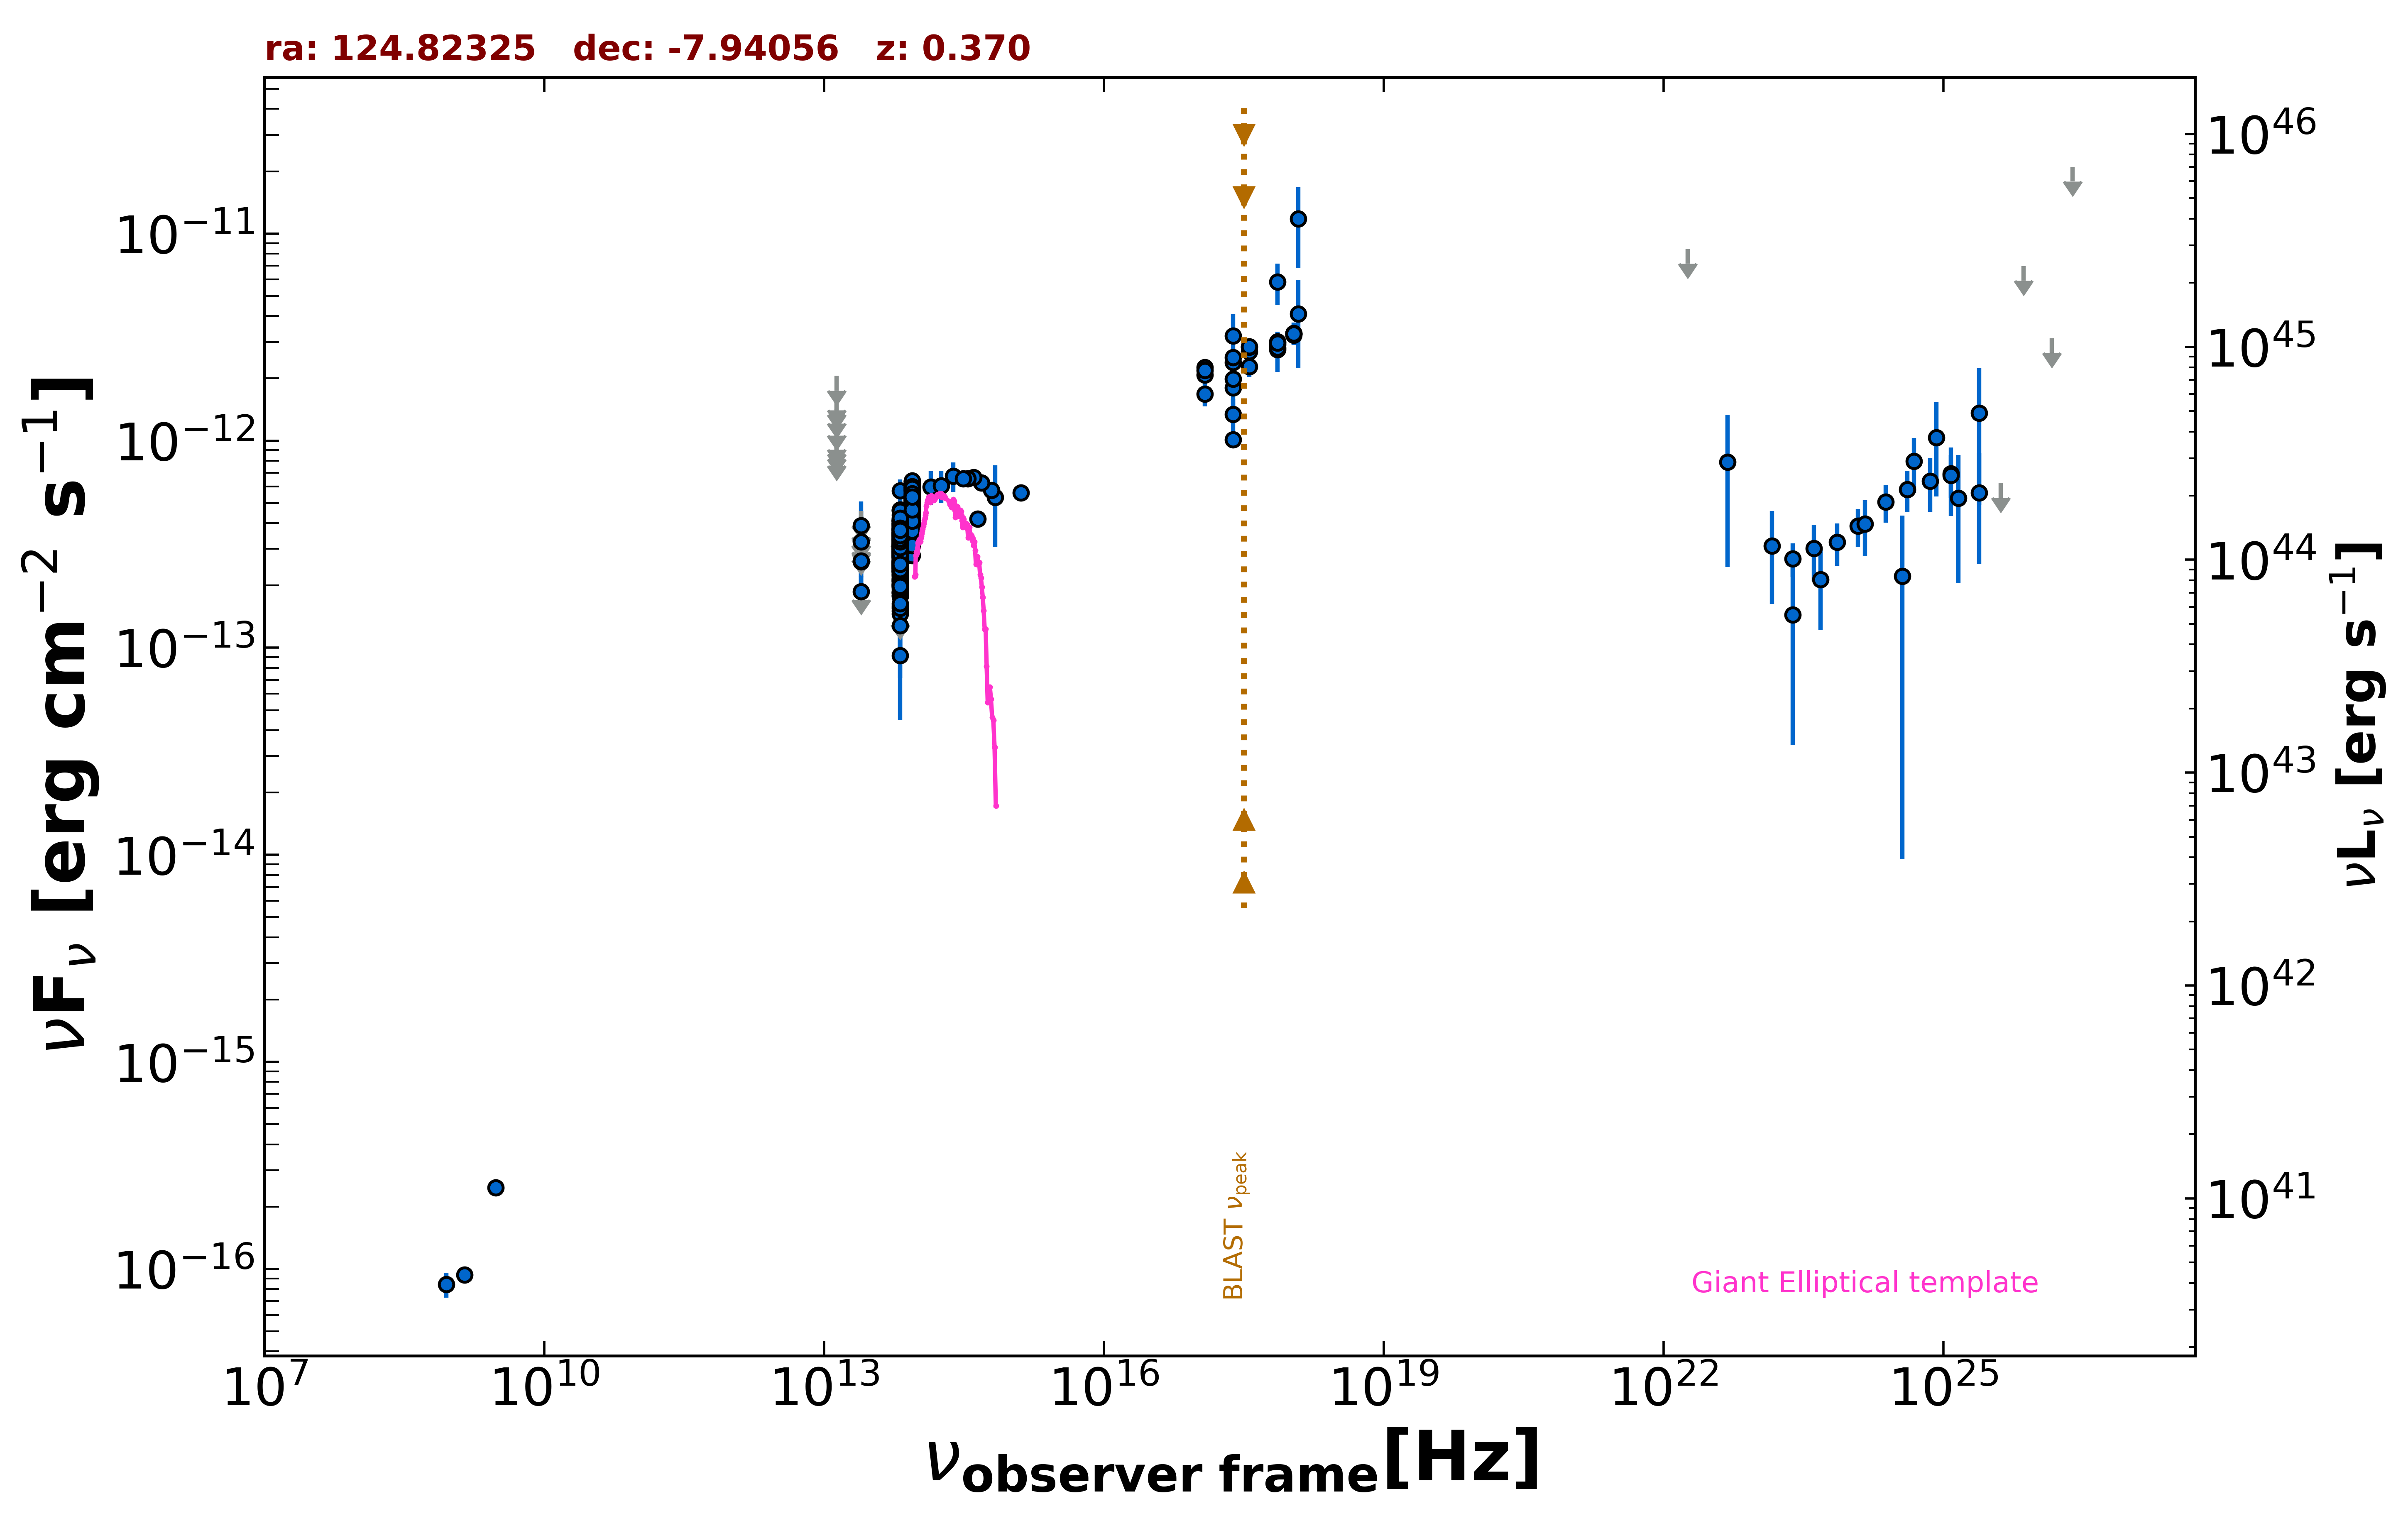 ra: 124.82325 dec: -7.94056 z: 0.370
νF_ν [erg cm^−2 s^−1]
10^−11
10^−12
10^−13
10^−14
10^−15
10^−16
10^46
10^45
10^44
10^43
10^42
10^41
νL_ν [erg s^−1]
BLAST ν_peak
Giant Elliptical template
10^7 10^10 10^13 10^16 10^19 10^22 10^25
ν_observer frame [Hz]